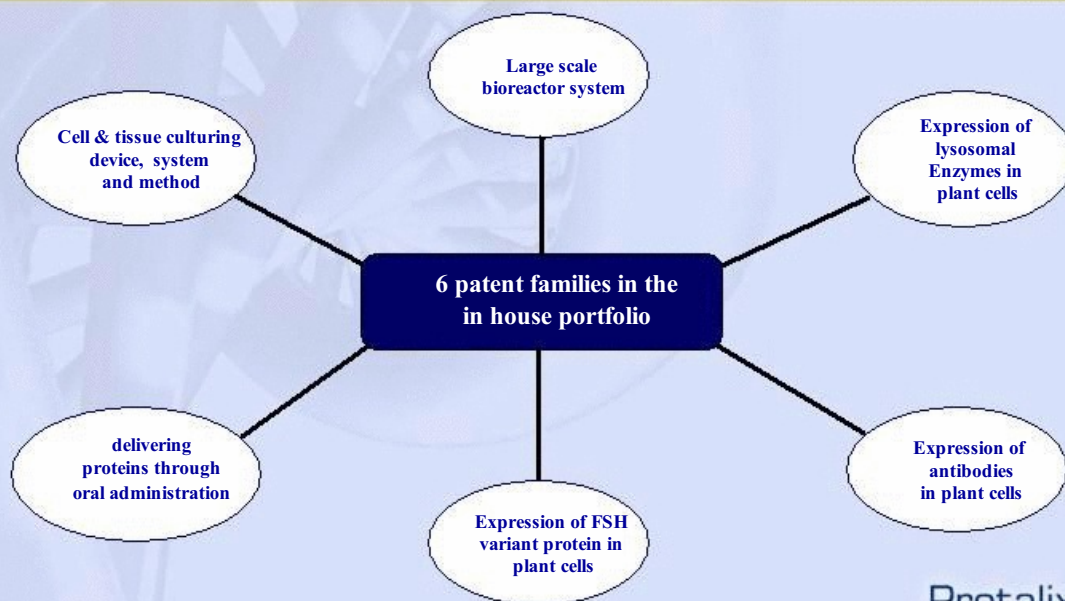 Large scale
bioreactor system
Cell & tissue culturing
device, system
and method
Expression of
lysosomal
Enzymes in
plant cells
6 patent families in the
in house portfolio
delivering
proteins through
oral administration
Expression of FSH
variant protein in
plant cells
Expression of
antibodies
in plant cells
Protalix